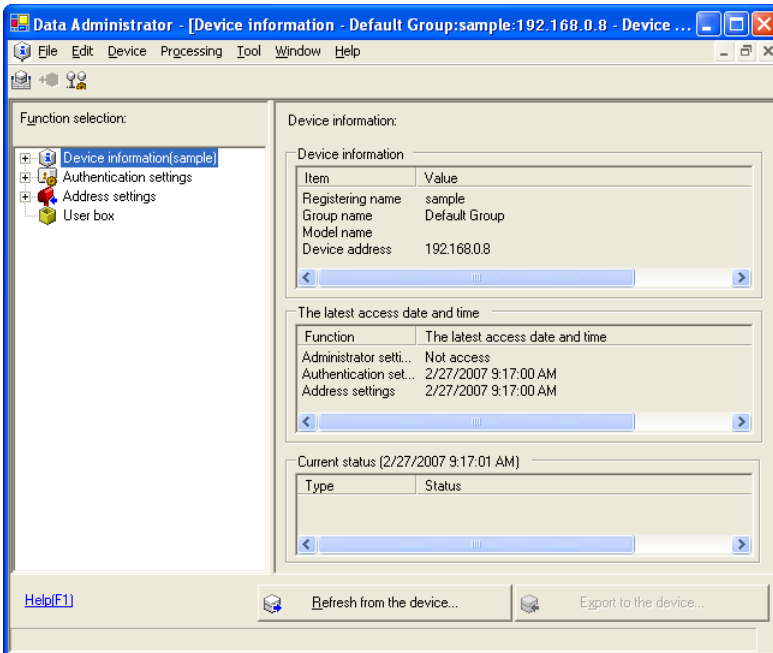 Data Administrator - [Device information - Default Group:sample:192.168.0.8 - Device ...
File Edit Device Processing Tool Window Help
Function selection:
Device information(sample)
Authentication settings
Address settings
User box
Device information:
Device information
Item Value
Registering name sample
Group name Default Group
Model name
Device address 192.168.0.8
The latest access date and time
Function The latest access date and time
Administrator setti... Not access
Authentication set... 2/27/2007 9:17:00 AM
Address settings 2/27/2007 9:17:00 AM
Current status (2/27/2007 9:17:01 AM)
Type Status
Help(F1)
Refresh from the device...
Export to the device...